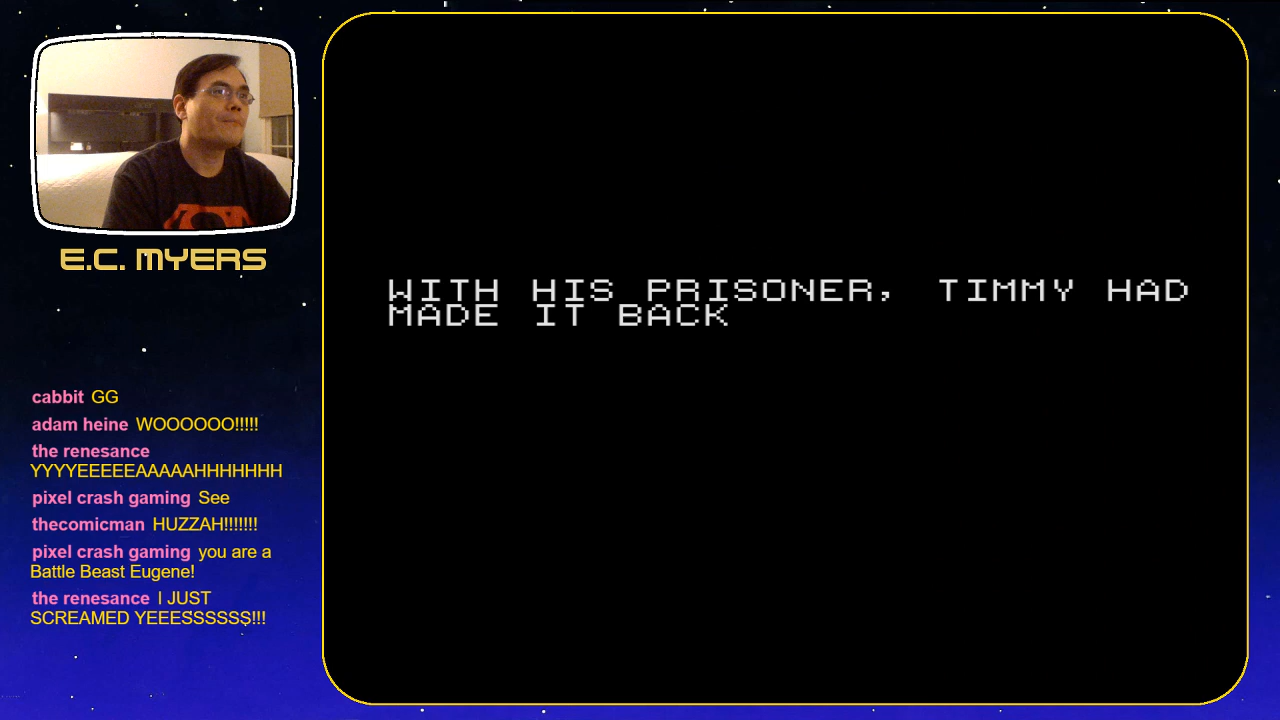 E.C. MYERS
cabbit GG
adam heine WOOOOOO!!!!!
the renesance
YYYYEEEEEAAAAAHHHHHHH
pixel crash gaming See
thecomicman HUZZAH!!!!!!!
pixel crash gaming you are a
Battle Beast Eugene!
the renesance I JUST
SCREAMED YEEESSSSSS!!!
WITH HIS PRISONER, TIMMY HAD
MADE IT BACK